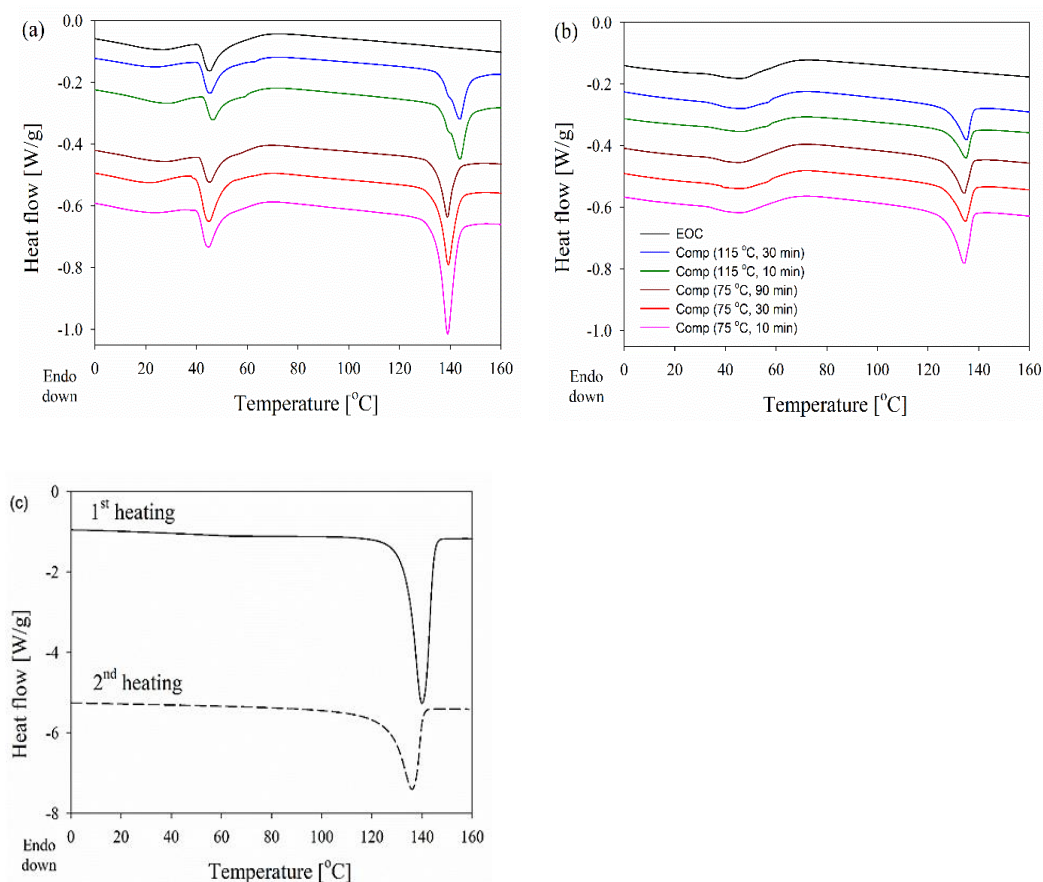 (a)
0.0
-0.2
-0.4
-0.6
-0.8
-1.0
Heat flow [W/g]
Endo
down
0 20 40 60 80 100 120 140 160
Temperature [°C]
(b)
0.0
-0.2
-0.4
-0.6
-0.8
-1.0
Heat flow [W/g]
EOC
Comp (115 °C, 30 min)
Comp (115 °C, 10 min)
Comp (75 °C, 90 min)
Comp (75 °C, 30 min)
Comp (75 °C, 10 min)
Endo
down
0 20 40 60 80 100 120 140 160
Temperature [°C]
(c)
0
-2
-4
-6
-8
Heat flow [W/g]
1st heating
2nd heating
Endo
down
0 20 40 60 80 100 120 140 160
Temperature [°C]